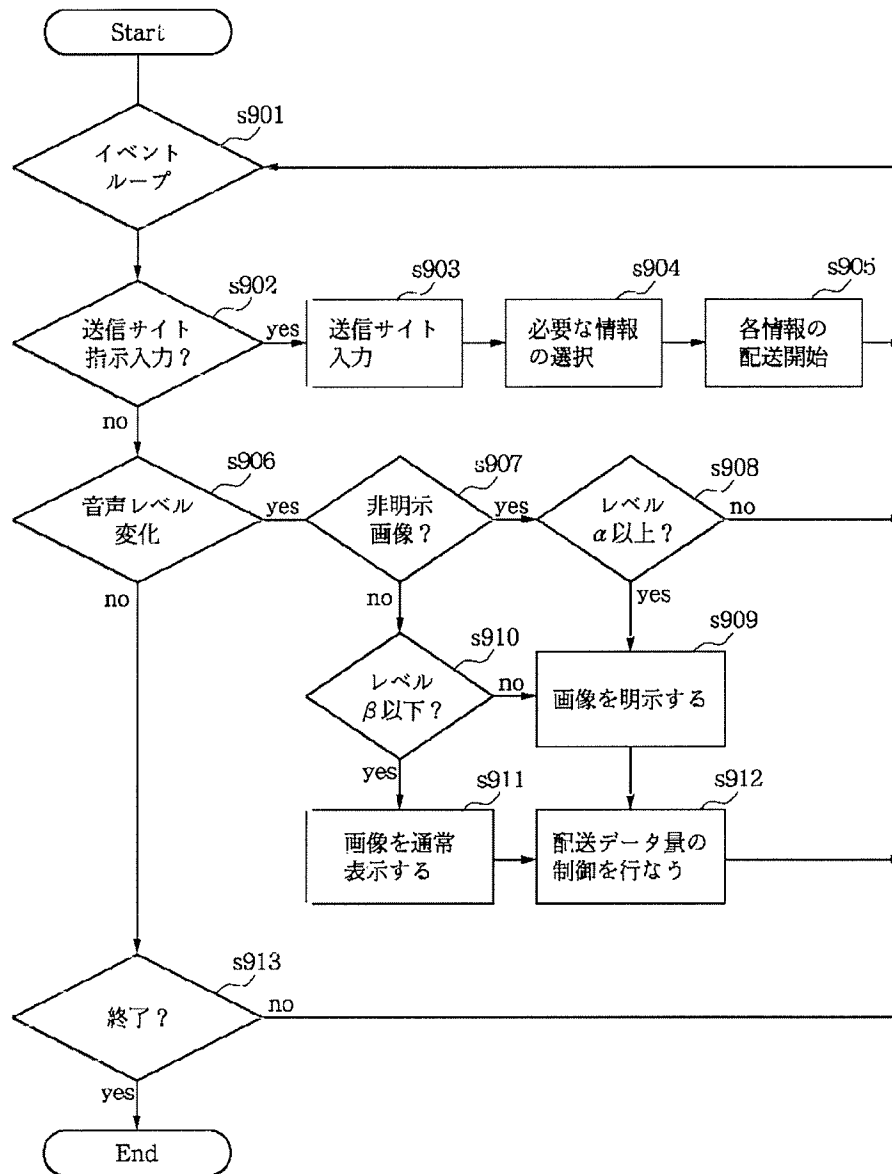 Start
s901
イベント
ループ
s902
送信サイト
指示入力？
yes
no
s903
送信サイト
入力
s904
必要な情報
の選択
s905
各情報の
配送開始
s906
音声レベル
変化
yes
no
s907
非明示
画像？
yes
no
s908
レベル
α以上？
no
yes
s909
画像を明示する
s910
レベル
β以下？
no
yes
s911
画像を通常
表示する
s912
配送データ量の
制御を行なう
s913
終了？
no
yes
End